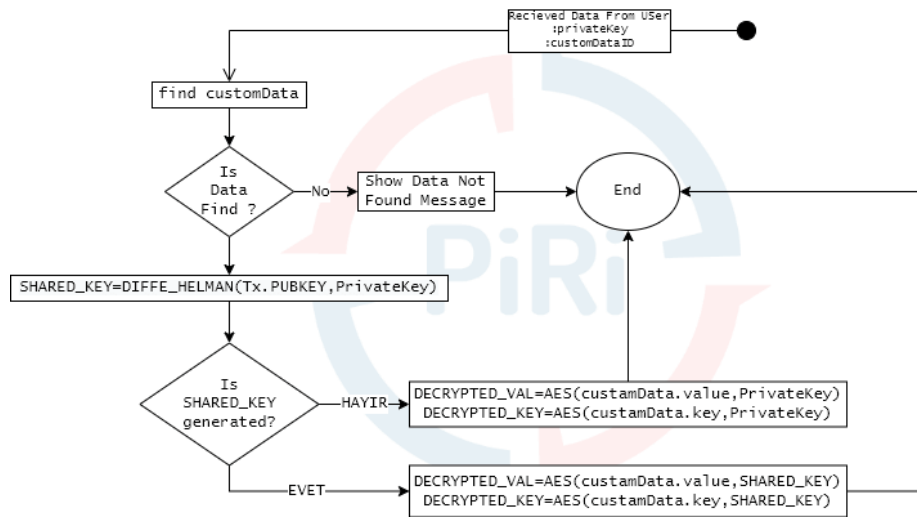 Recieved Data From USer
:privateKey
:customDataID
find customData
Is
Data
Find ?
No
Show Data Not
Found Message
End
PiRi
SHARED_KEY=DIFFE_HELMAN(Tx.PUBKEY,PrivateKey)
Is
SHARED_KEY
generated?
HAYIR
DECRYPTED_VAL=AES(custamData.value,PrivateKey)
DECRYPTED_KEY=AES(custamData.key,PrivateKey)
EVET
DECRYPTED_VAL=AES(custamData.value,SHARED_KEY)
DECRYPTED_KEY=AES(custamData.key,SHARED_KEY)